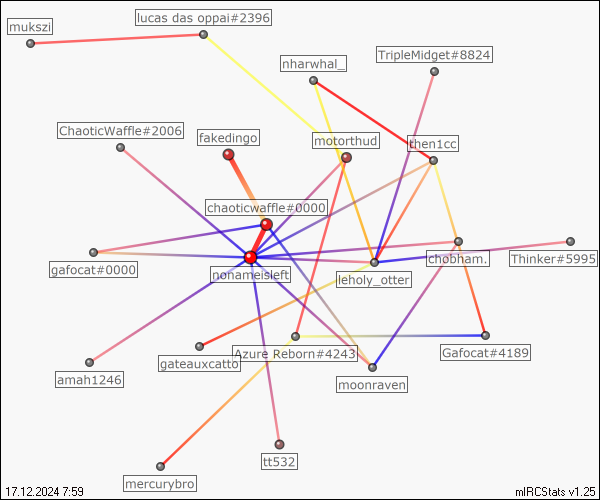 lucas das oppai#2396
mukszi
TripleMidget#8824
nharwhal_
ChaoticWaffle#2006
fakedingo
motorthud
then1cc
chaoticwaffle#0000
gafocat#0000
nonameisleft
leholy_otter
chobham.
Thinker#5995
Azure Reborn#4243
Gafocat#4189
gateauxcatto
amah1246
moonraven
tt532
mercurybro
17.12.2024 7:59
mIRCStats v1.25